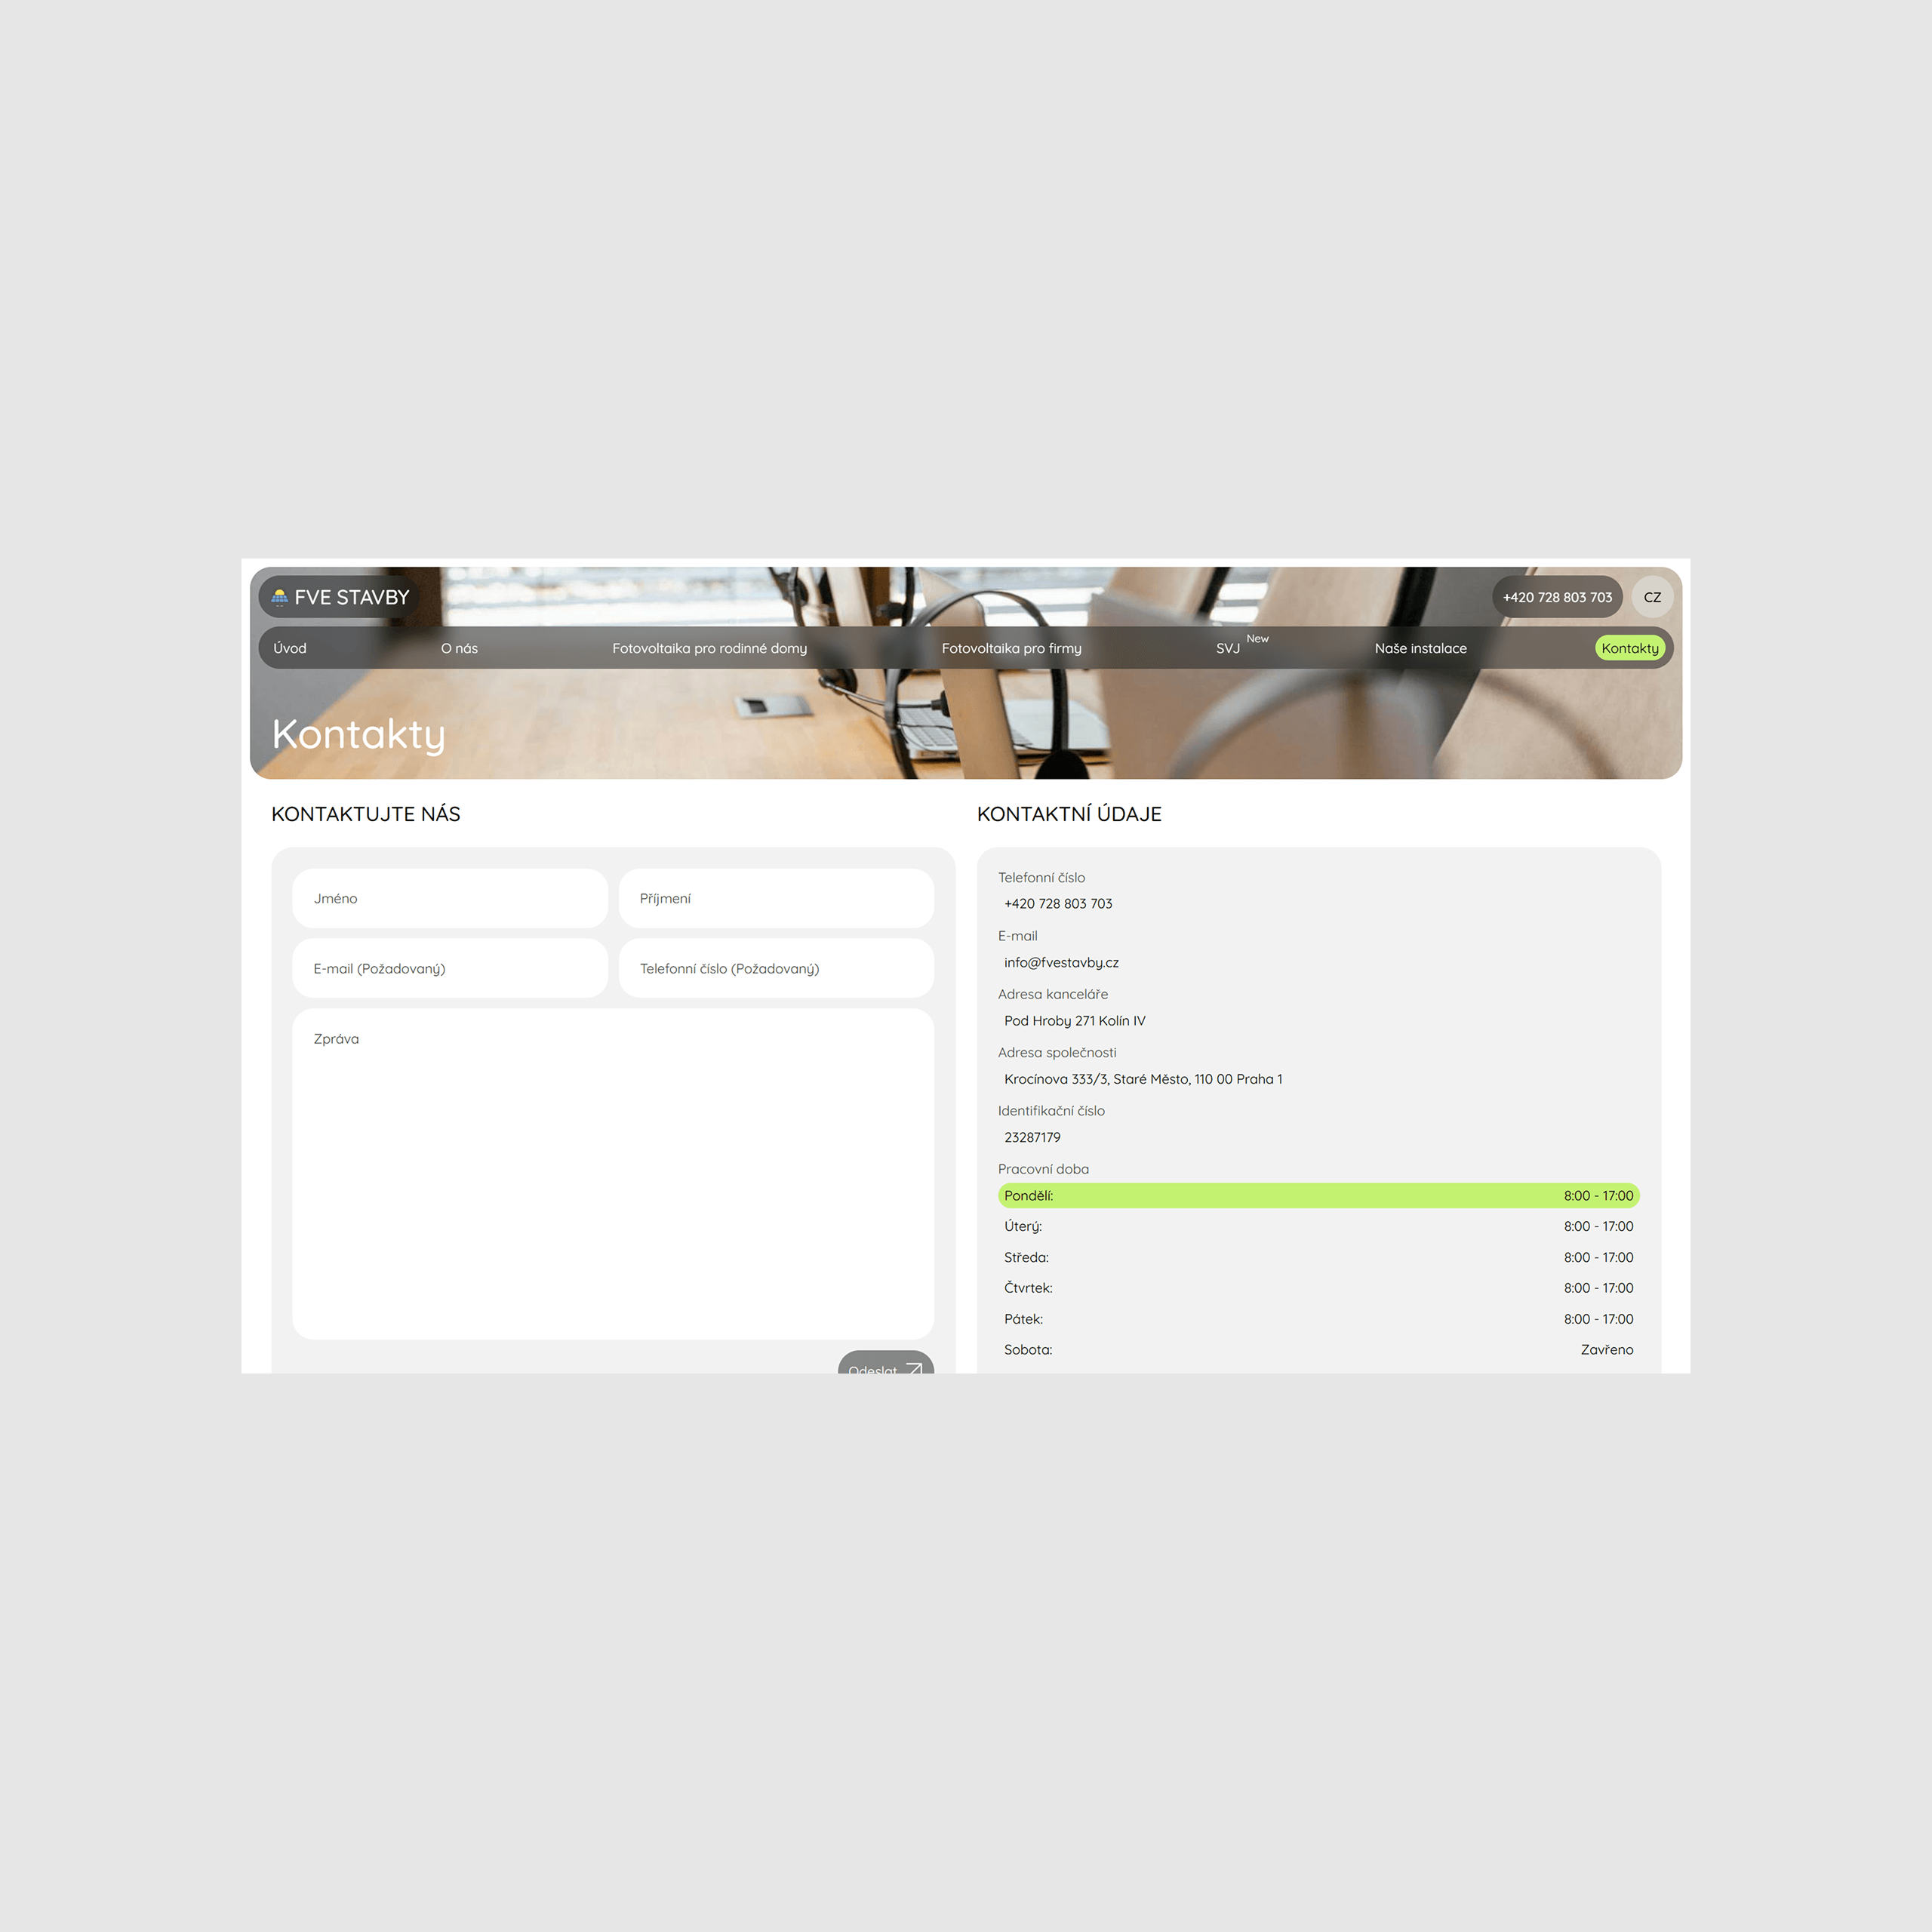 FVE STAVBY
+420 728 803 703
CZ
Úvod
O nás
Fotovoltaika pro rodinné domy
Fotovoltaika pro firmy
SVJ
New
Naše instalace
Kontakty
Kontakty
KONTAKTUJTE NÁS
Jméno
Příjmení
E-mail (Požadovaný)
Telefonní číslo (Požadovaný)
Zpráva
Odeslat
KONTAKTNÍ ÚDAJE
Telefonní číslo
+420 728 803 703
E-mail
info@fvestavby.cz
Adresa kanceláře
Pod Hroby 271 Kolín IV
Adresa společnosti
Krocínova 333/3, Staré Město, 110 00 Praha 1
Identifikační číslo
23287179
Pracovní doba
Pondělí: 8:00 - 17:00
Úterý: 8:00 - 17:00
Středa: 8:00 - 17:00
Čtvrtek: 8:00 - 17:00
Pátek: 8:00 - 17:00
Sobota: Zavřeno